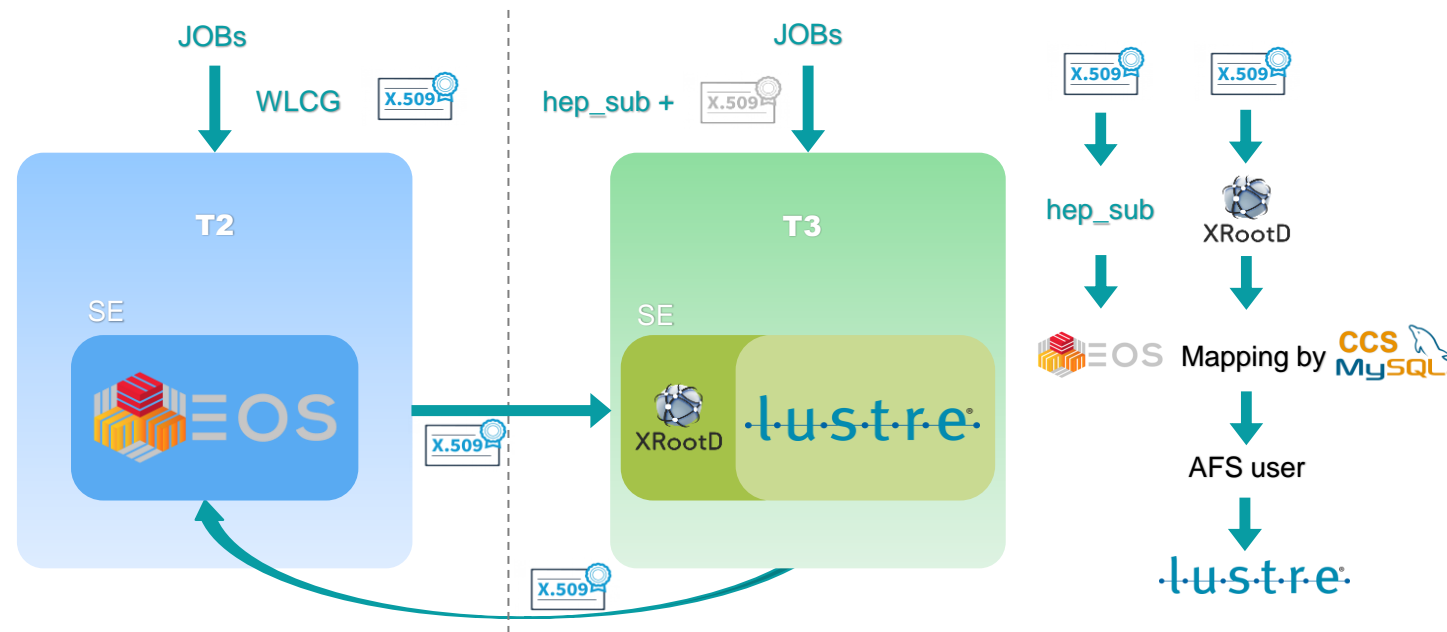 JOBs
WLCG
X.509
T2
SE
EOS
X.509
JOBs
hep_sub +
X.509
T3
SE
XRootD
lustre®
X.509
X.509
hep_sub
EOS
X.509
XRootD
Mapping by CCS
MySQL
AFS user
lustre®